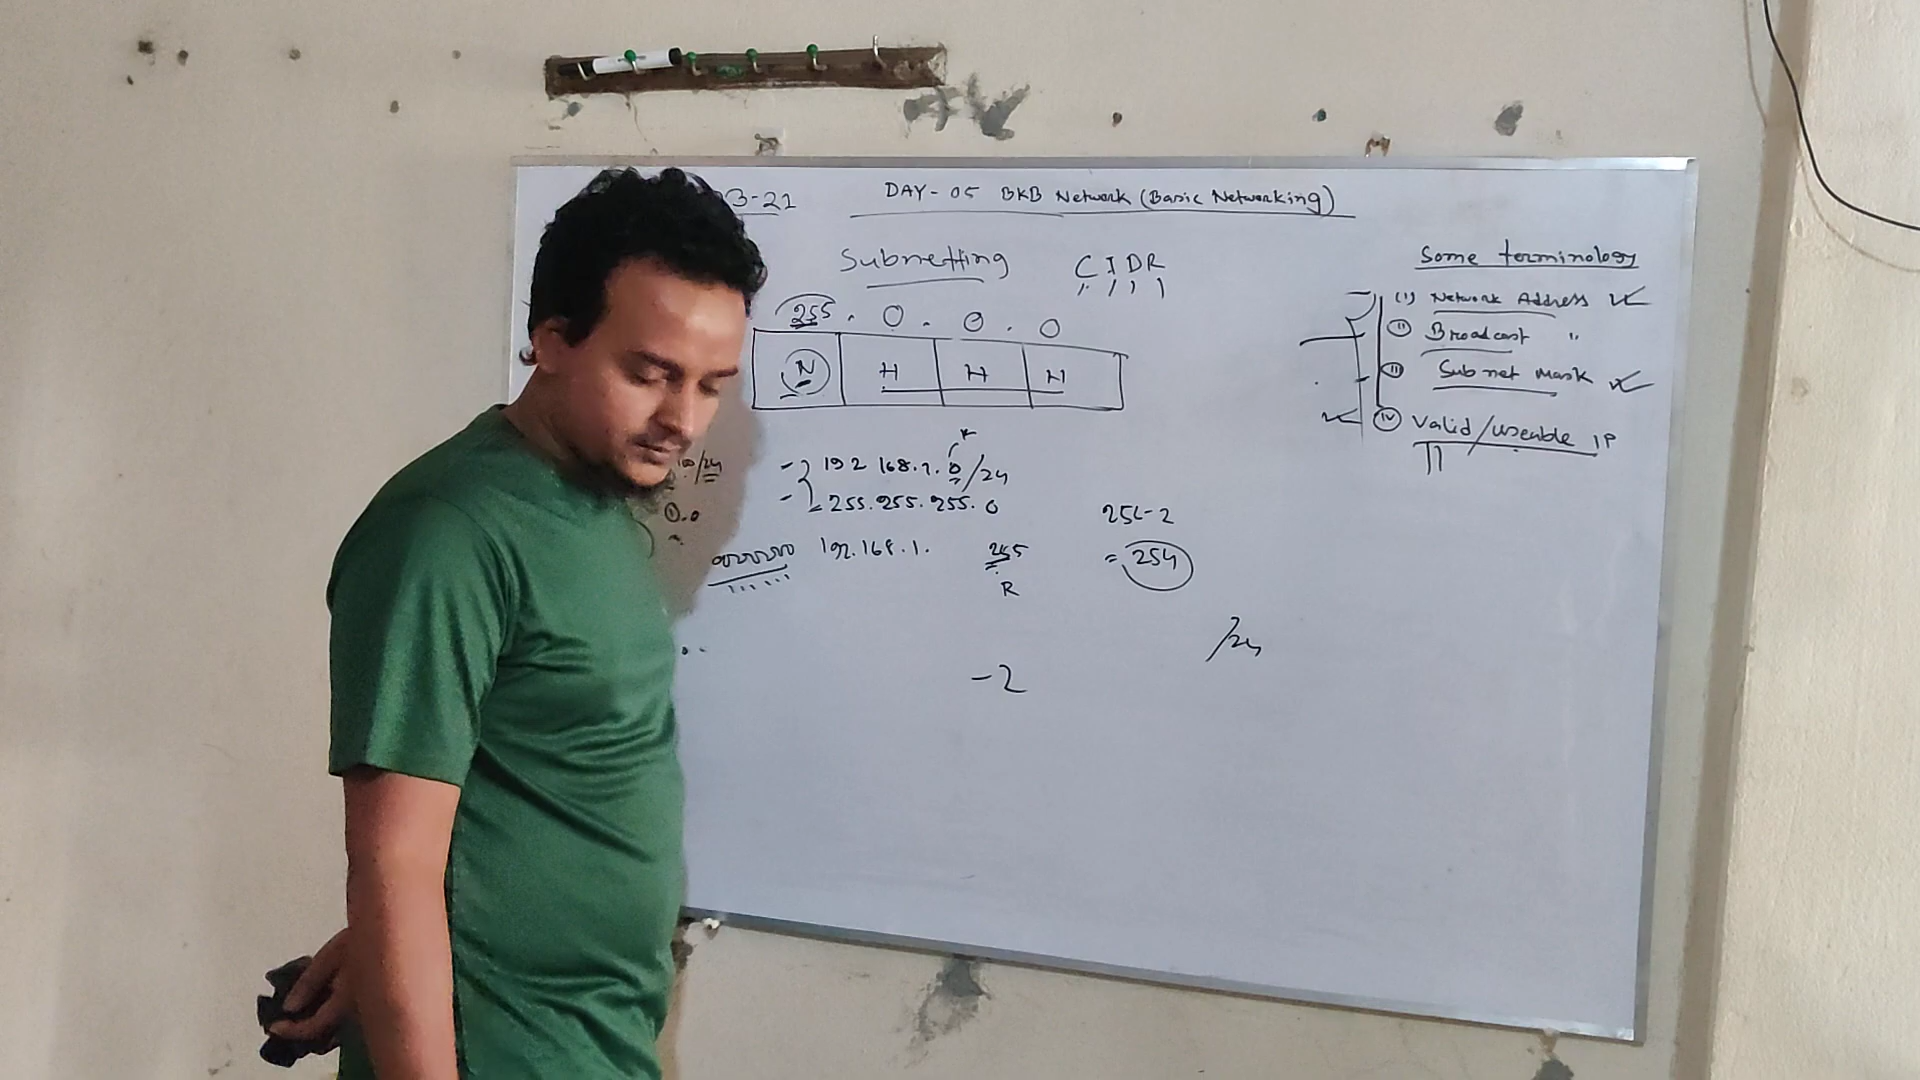 3-21
DAY-05 BKB Network (Basic Networking)
Subnetting CIDR
255.0.0.0
N H H H
/24
192 168.1.0/24
255.255.255.0
192.168.1. 255
R
256-2
= 254
/24
-2
Some terminology
(i) Network Address
(ii) Broadcast "
(iii) Subnet Mask
(iv) Valid/useable IP